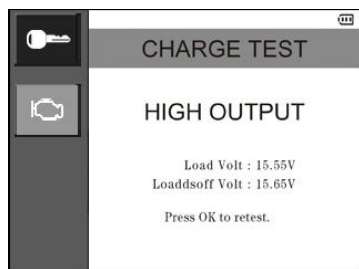 CHARGE TEST
HIGH OUTPUT
Load Volt : 15.55V
Loaddsoff Volt : 15.65V
Press OK to retest.